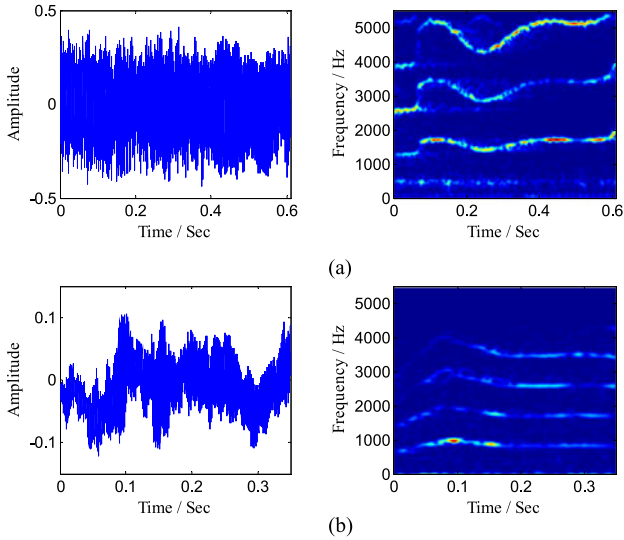 0.5
0
-0.5
Amplitude
0 0.2 0.4 0.6
Time / Sec
5000
4000
3000
2000
1000
0
Frequency / Hz
0 0.2 0.4 0.6
Time / Sec
(a)
0.1
0
-0.1
Amplitude
0 0.1 0.2 0.3
Time / Sec
5000
4000
3000
2000
1000
0
Frequency / Hz
0 0.1 0.2 0.3
Time / Sec
(b)